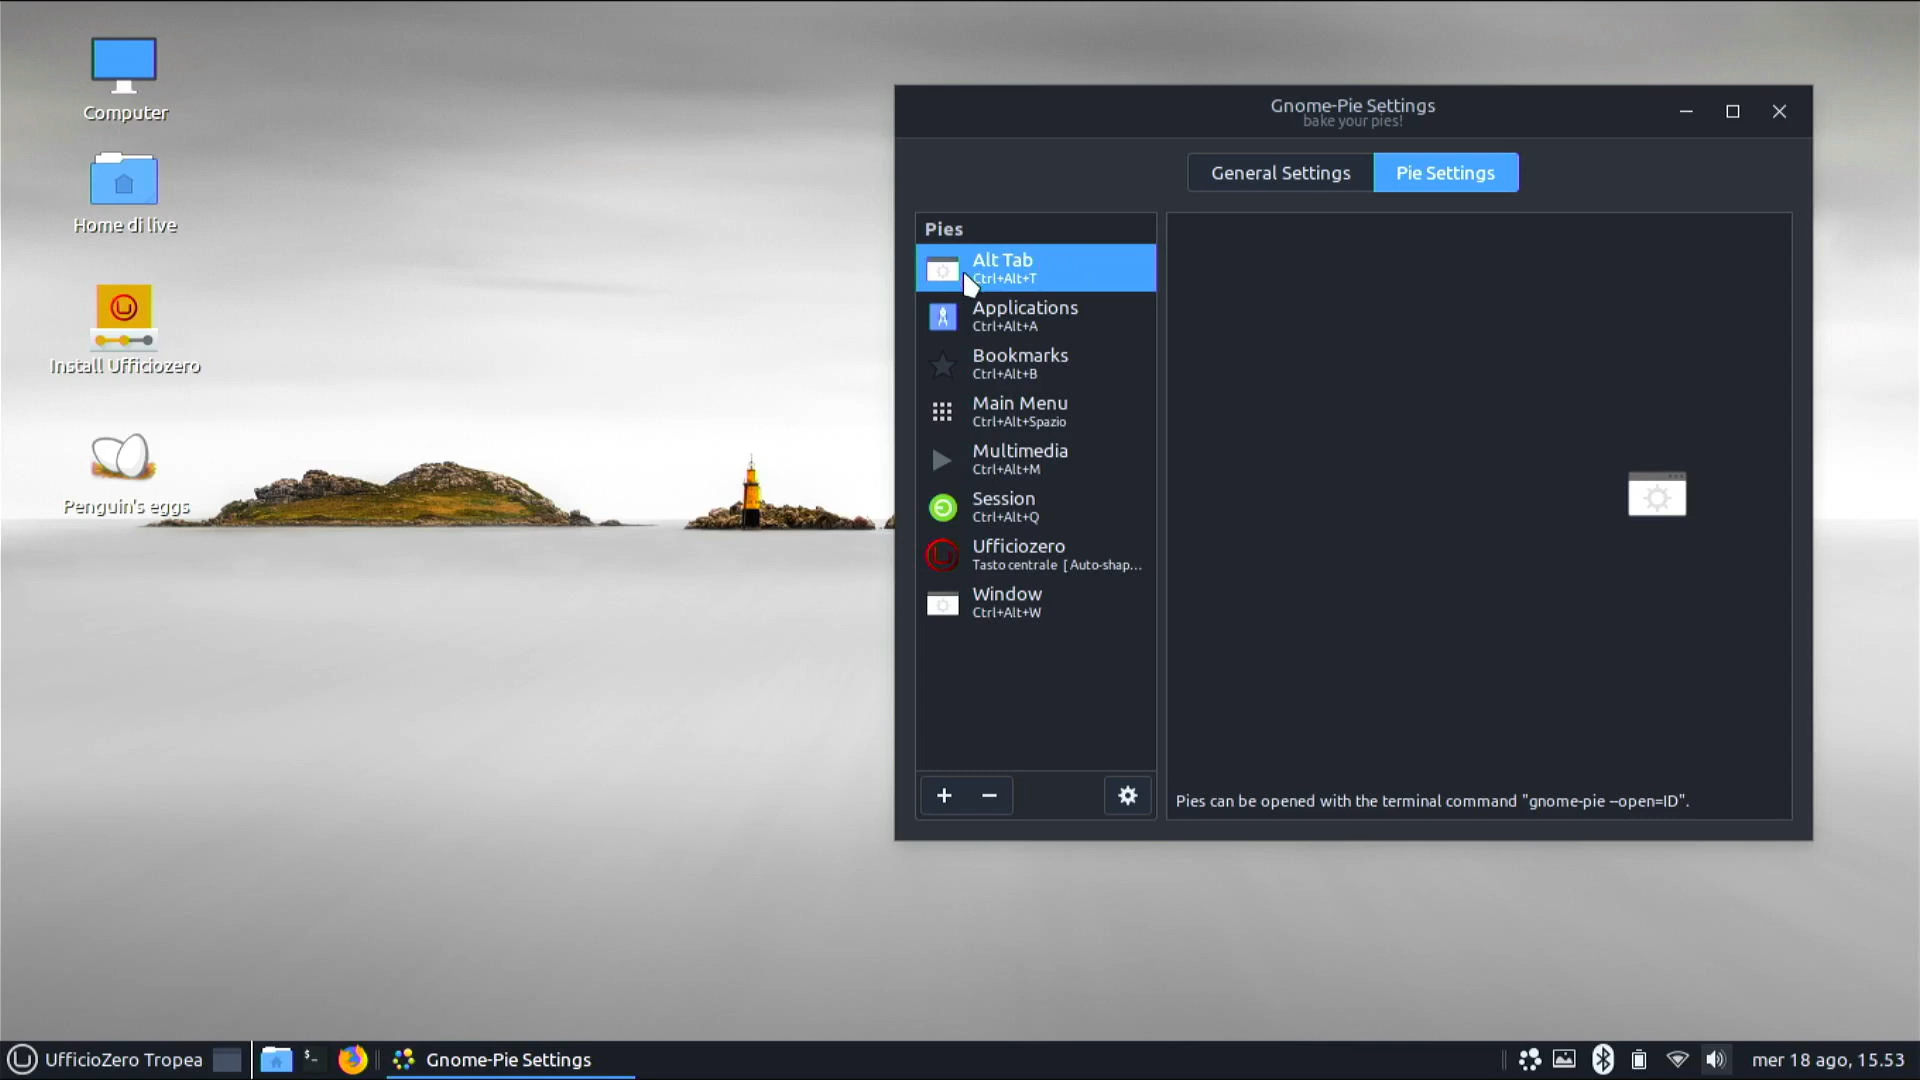 Computer
Home di live
Install Ufficiozero
Penguin's eggs
Gnome-Pie Settings
bake your pies!
General Settings
Pie Settings
Pies
Alt Tab
Ctrl+Alt+T
Applications
Ctrl+Alt+A
Bookmarks
Ctrl+Alt+B
Main Menu
Ctrl+Alt+Spazio
Multimedia
Ctrl+Alt+M
Session
Ctrl+Alt+Q
Ufficiozero
Tasto centrale [ Auto-shap...
Window
Ctrl+Alt+W
Pies can be opened with the terminal command "gnome-pie --open=ID".
UfficioZero Tropea
Gnome-Pie Settings
mer 18 ago, 15.53